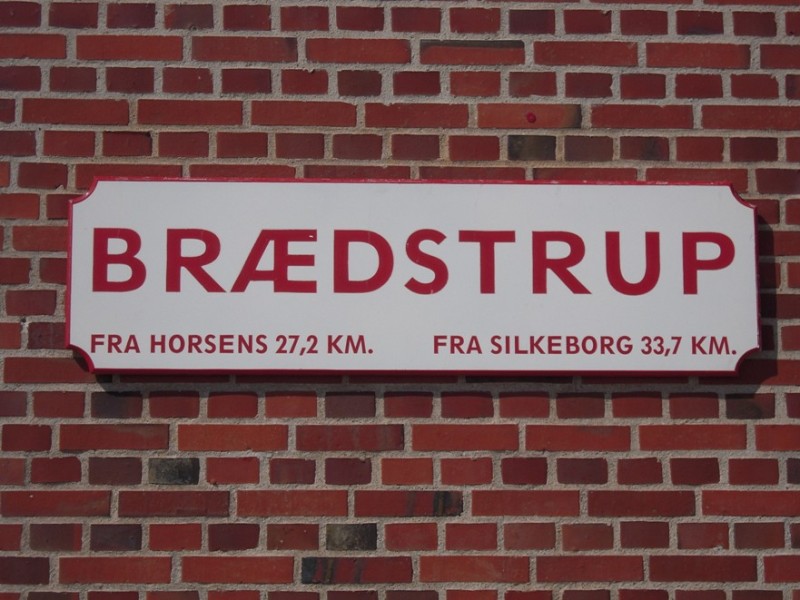 BRÆDSTRUP
FRA HORSENS 27,2 KM. FRA SILKEBORG 33,7 KM.